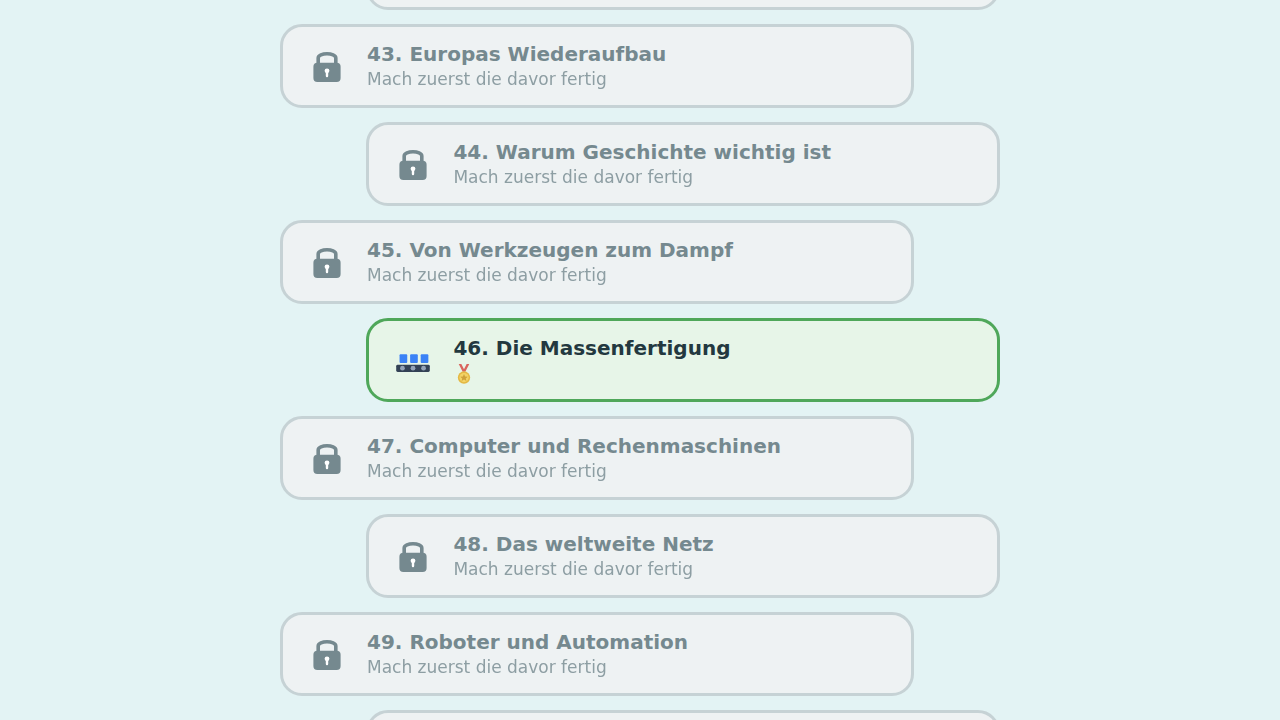 43. Europas Wiederaufbau
Mach zuerst die davor fertig
44. Warum Geschichte wichtig ist
Mach zuerst die davor fertig
45. Von Werkzeugen zum Dampf
Mach zuerst die davor fertig
46. Die Massenfertigung
47. Computer und Rechenmaschinen
Mach zuerst die davor fertig
48. Das weltweite Netz
Mach zuerst die davor fertig
49. Roboter und Automation
Mach zuerst die davor fertig